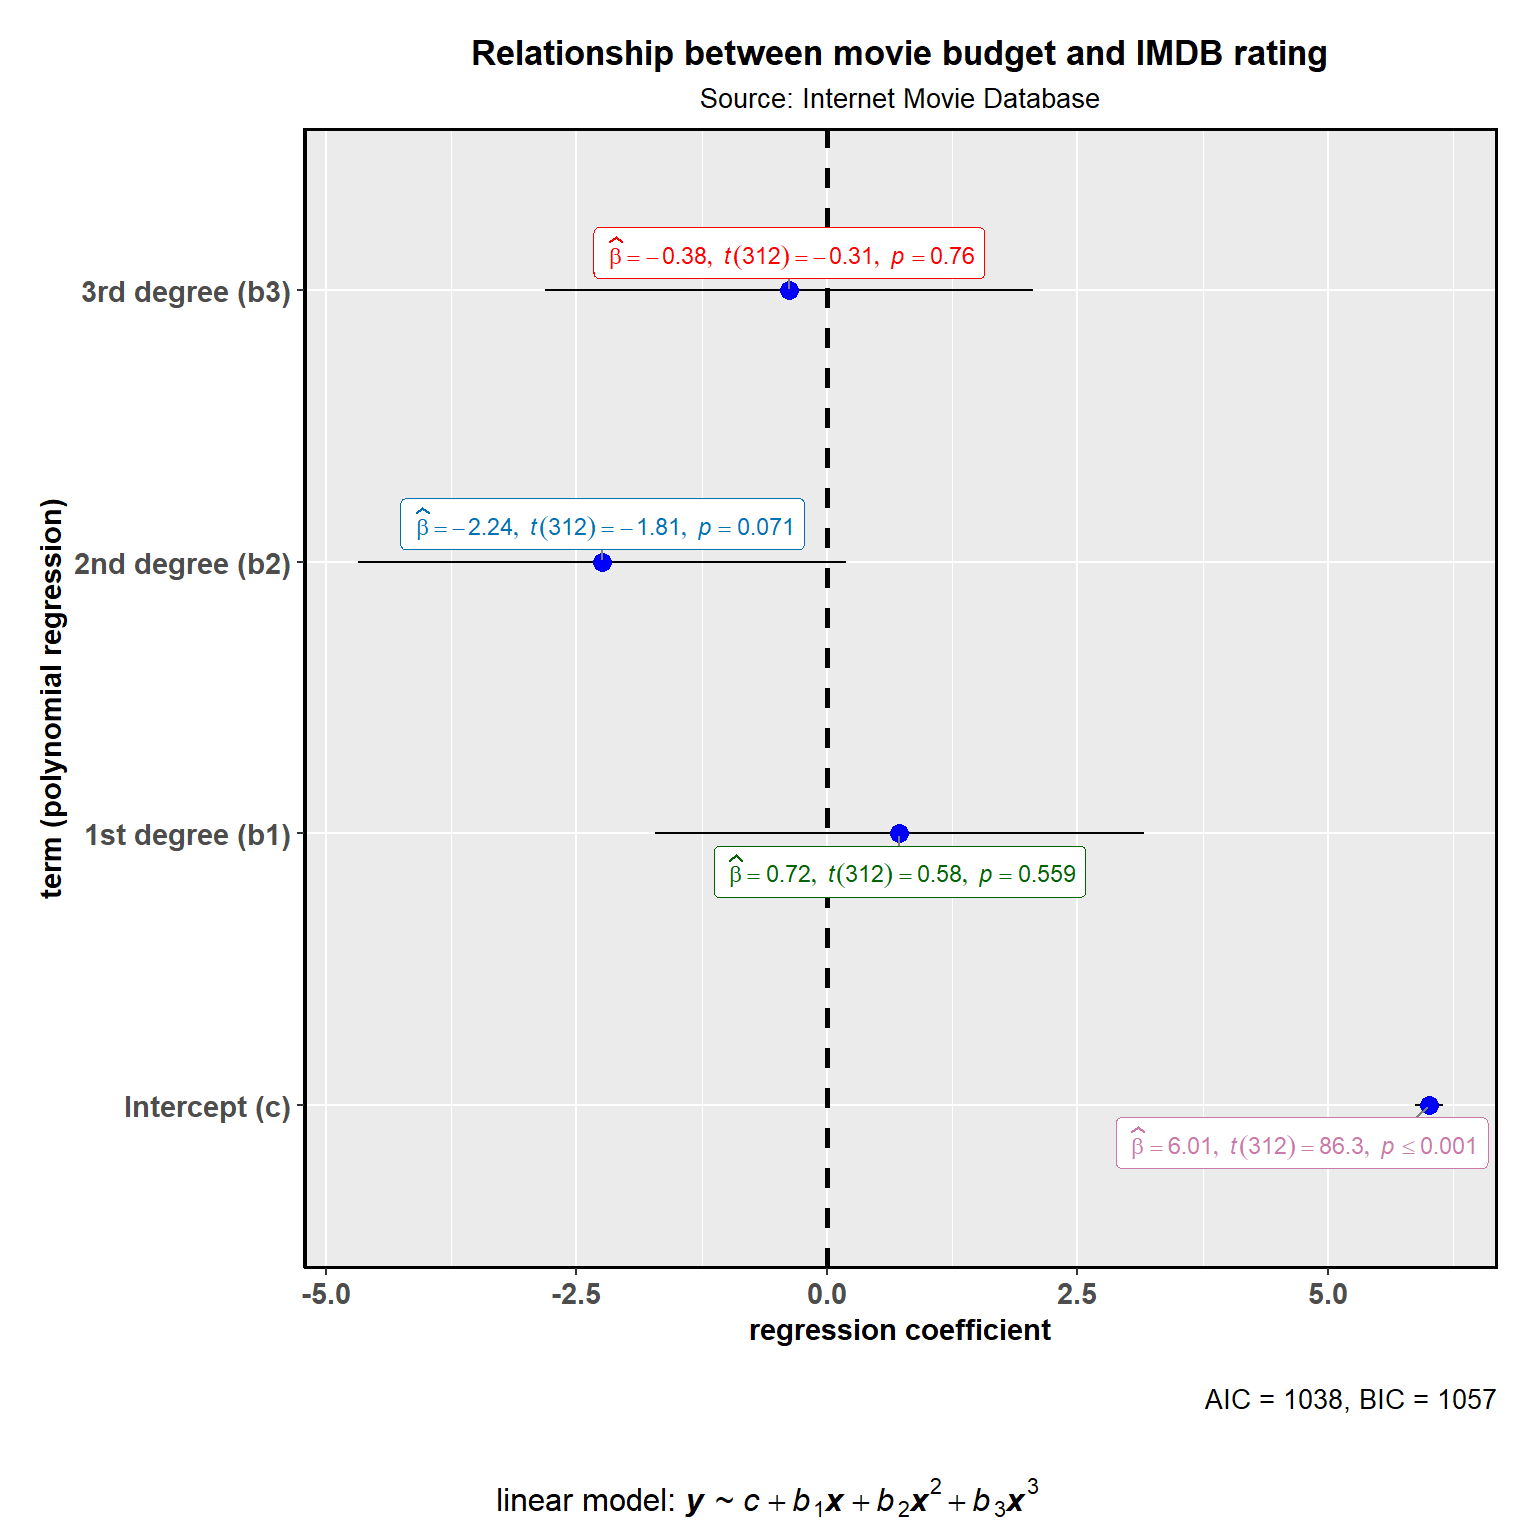 Relationship between movie budget and IMDB rating
Source: Internet Movie Database
term (polynomial regression)
3rd degree (b3)
β̂ = −0.38, t(312) = −0.31, p = 0.76
2nd degree (b2)
β̂ = −2.24, t(312) = −1.81, p = 0.071
1st degree (b1)
β̂ = 0.72, t(312) = 0.58, p = 0.559
Intercept (c)
β̂ = 6.01, t(312) = 86.3, p ≤ 0.001
-5.0 -2.5 0.0 2.5 5.0
regression coefficient
AIC = 1038, BIC = 1057
linear model: y ~ c + b₁x + b₂x² + b₃x³